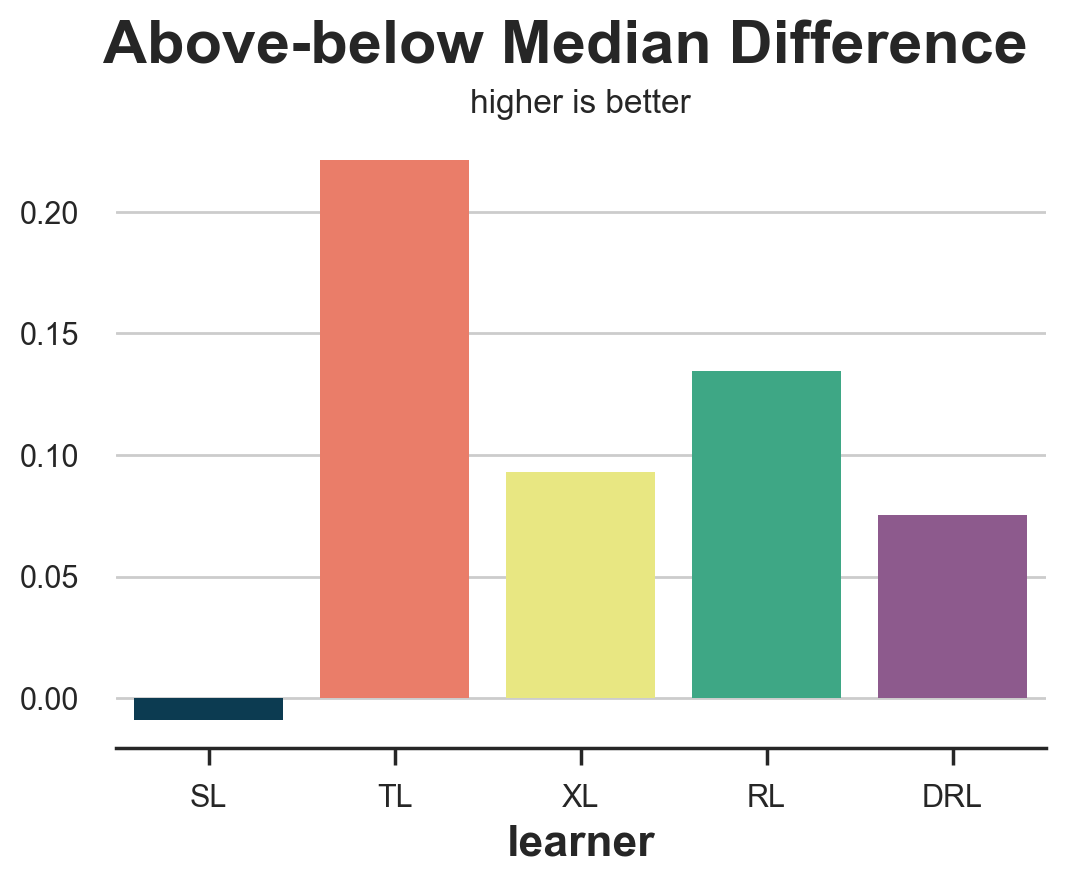 Above-below Median Difference
higher is better
0.20
0.15
0.10
0.05
0.00
SL TL XL RL DRL
learner